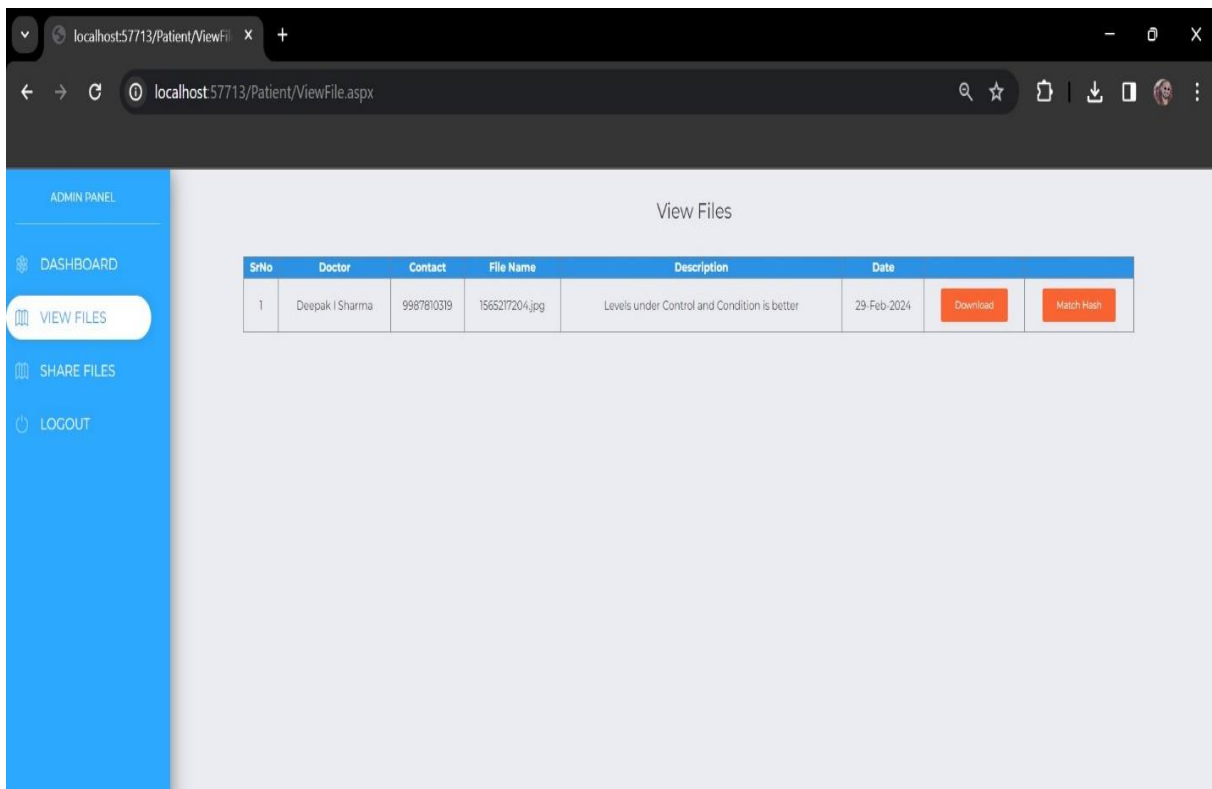 localhost:57713/Patient/ViewFil
localhost:57713/Patient/ViewFile.aspx
ADMIN PANEL
DASHBOARD
VIEW FILES
SHARE FILES
LOGOUT
View Files
SrNo Doctor Contact File Name Description Date
1 Deepak I Sharma 9987810319 1565217204.jpg Levels under Control and Condition is better 29-Feb-2024 Download Match Hash